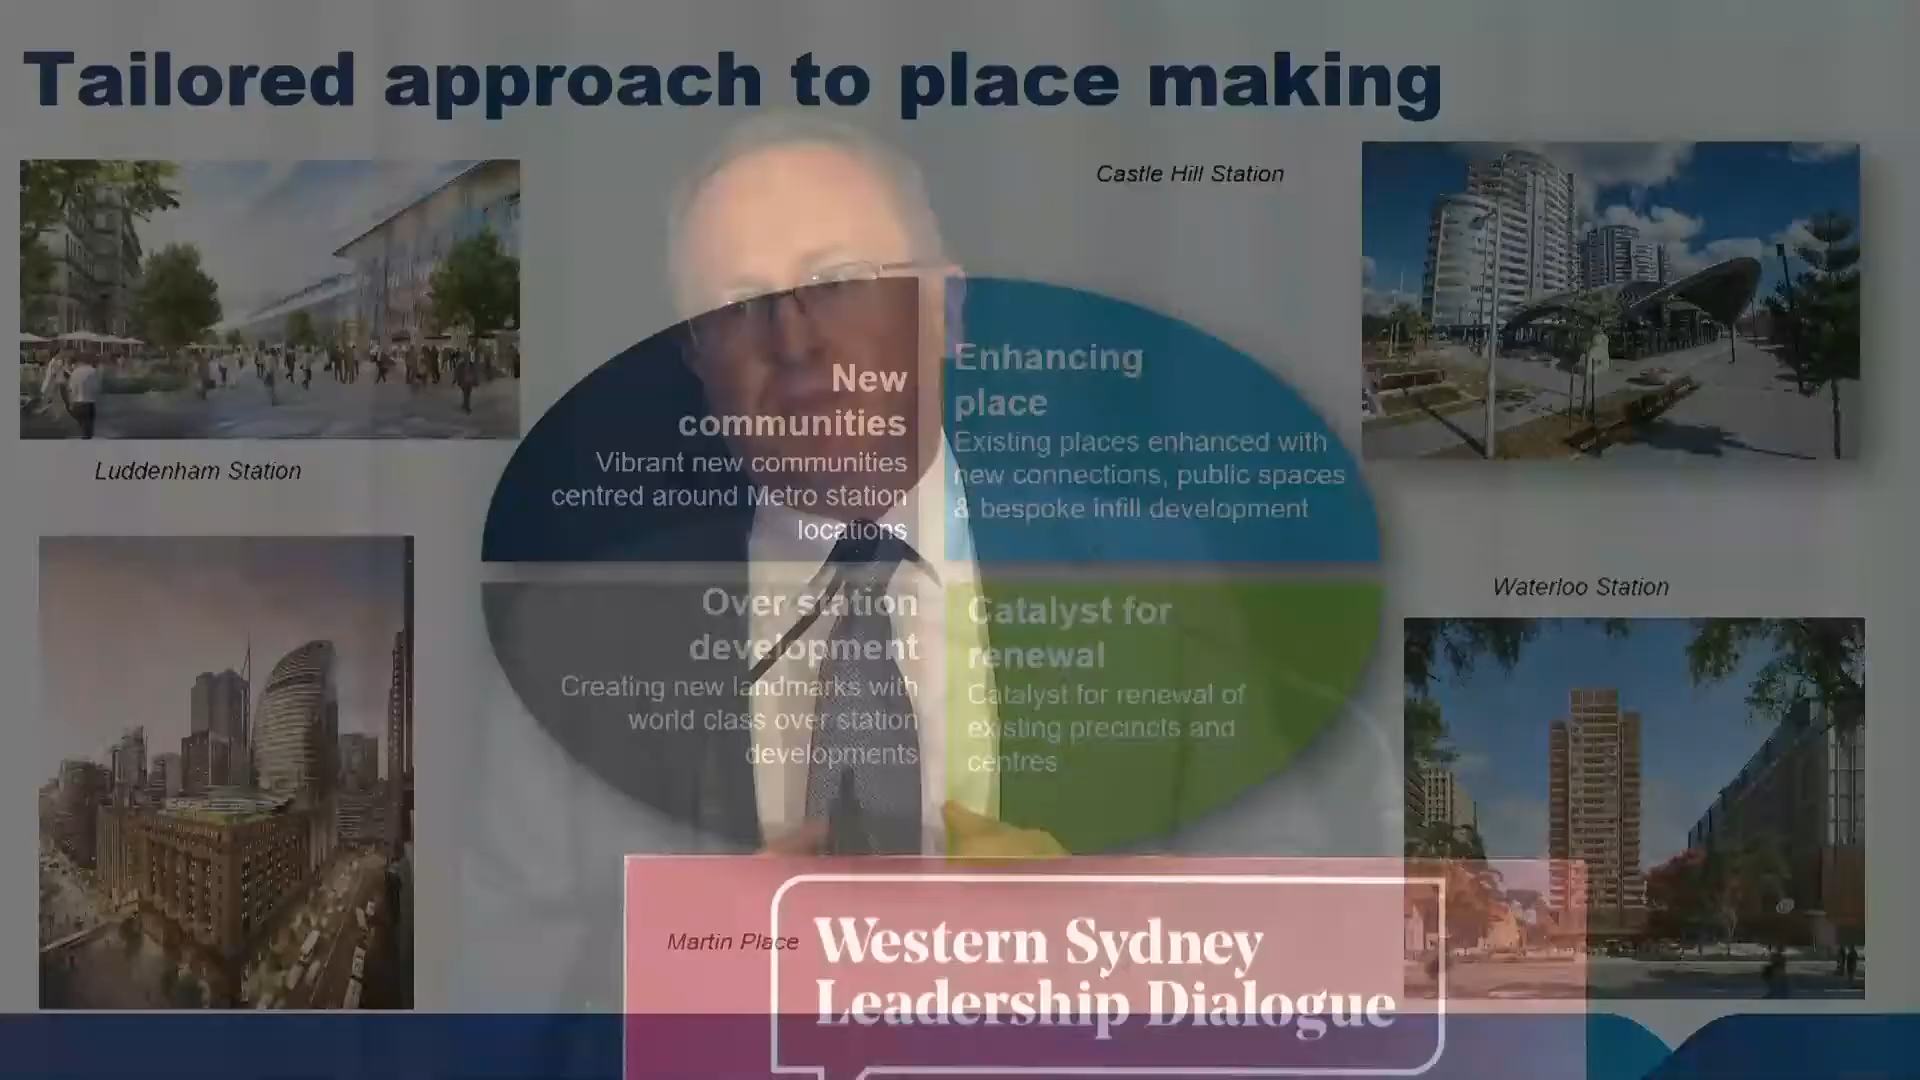 Tailored approach to place making
Castle Hill Station
Luddenham Station
New
communities
Vibrant new communities
centred around Metro station
locations
Enhancing
place
Existing places enhanced with
new connections, public spaces
& bespoke infill development
Over station
development
Creating new landmarks with
world class over station
developments
Catalyst for
renewal
Catalyst for renewal of
existing precincts and
centres
Waterloo Station
Martin Place
Western Sydney
Leadership Dialogue